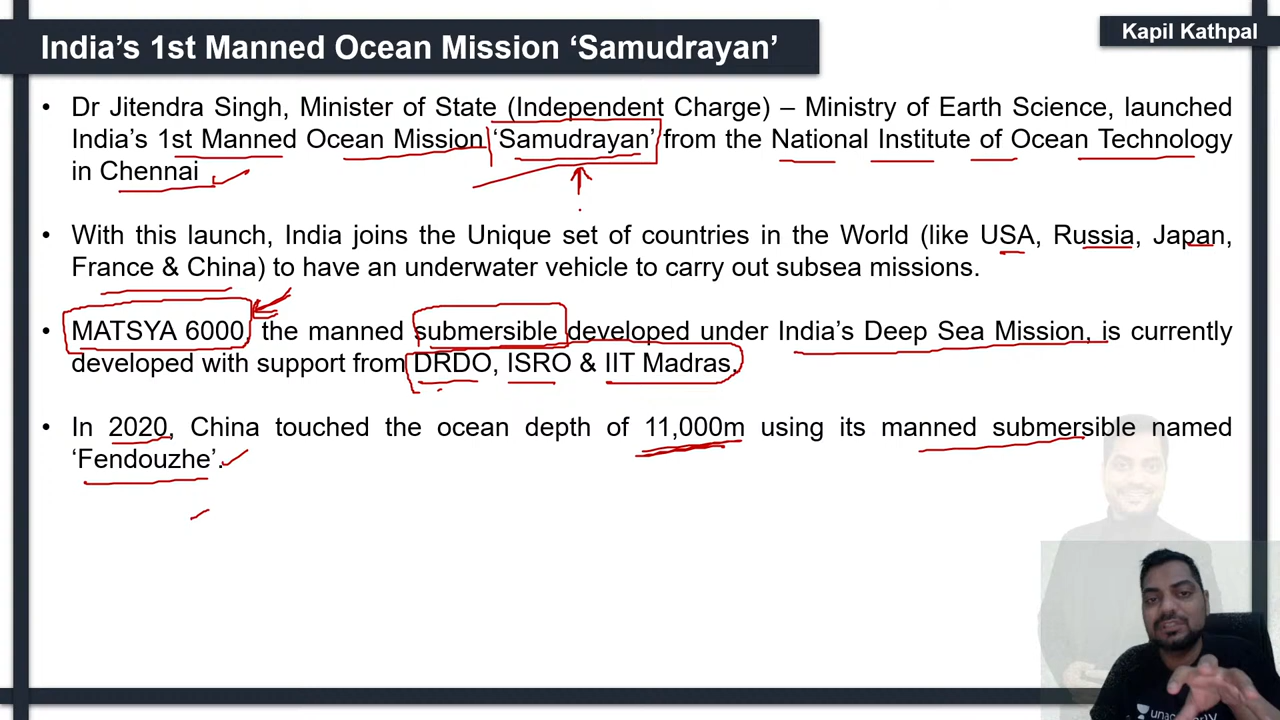 India’s 1st Manned Ocean Mission ‘Samudrayan’
Kapil Kathpal
• Dr Jitendra Singh, Minister of State (Independent Charge) – Ministry of Earth Science, launched
India’s 1st Manned Ocean Mission ‘Samudrayan’ from the National Institute of Ocean Technology
in Chennai
• With this launch, India joins the Unique set of countries in the World (like USA, Russia, Japan,
France & China) to have an underwater vehicle to carry out subsea missions.
• MATSYA 6000 the manned submersible developed under India’s Deep Sea Mission, is currently
developed with support from DRDO, ISRO & IIT Madras.
• In 2020, China touched the ocean depth of 11,000m using its manned submersible named
‘Fendouzhe’.